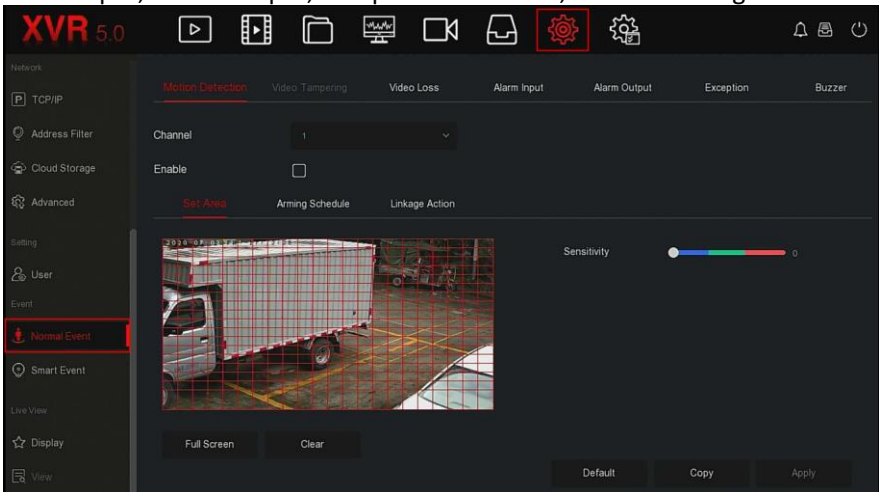 XVR 5.0
Network
TCP/IP
Address Filter
Cloud Storage
Advanced
Setting
User
Event
Normal Event
Smart Event
Live View
Display
View
Motion Detection Video Tampering Video Loss Alarm Input Alarm Output Exception Buzzer
Channel 1
Enable
Set Area Arming Schedule Linkage Action
Sensitivity 0
Full Screen Clear
Default Copy Apply